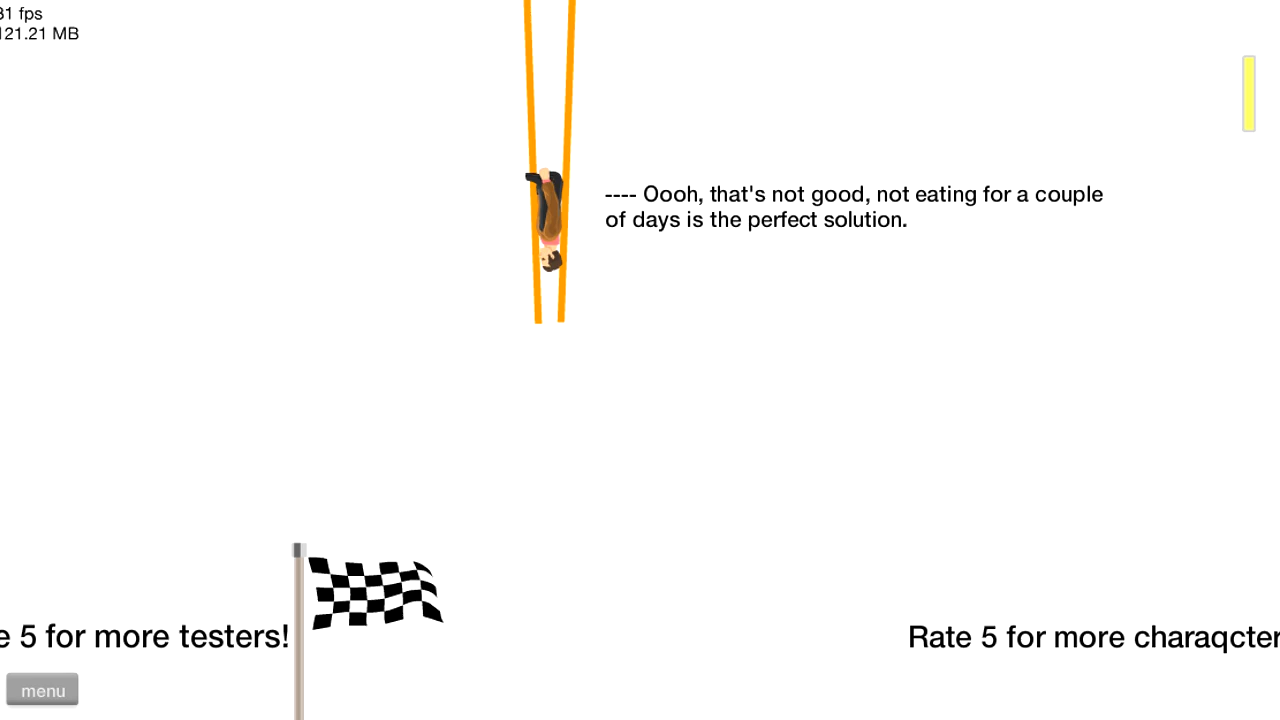 31 fps
121.21 MB
---- Oooh, that's not good, not eating for a couple
of days is the perfect solution.
e 5 for more testers!
Rate 5 for more charaqcter
menu